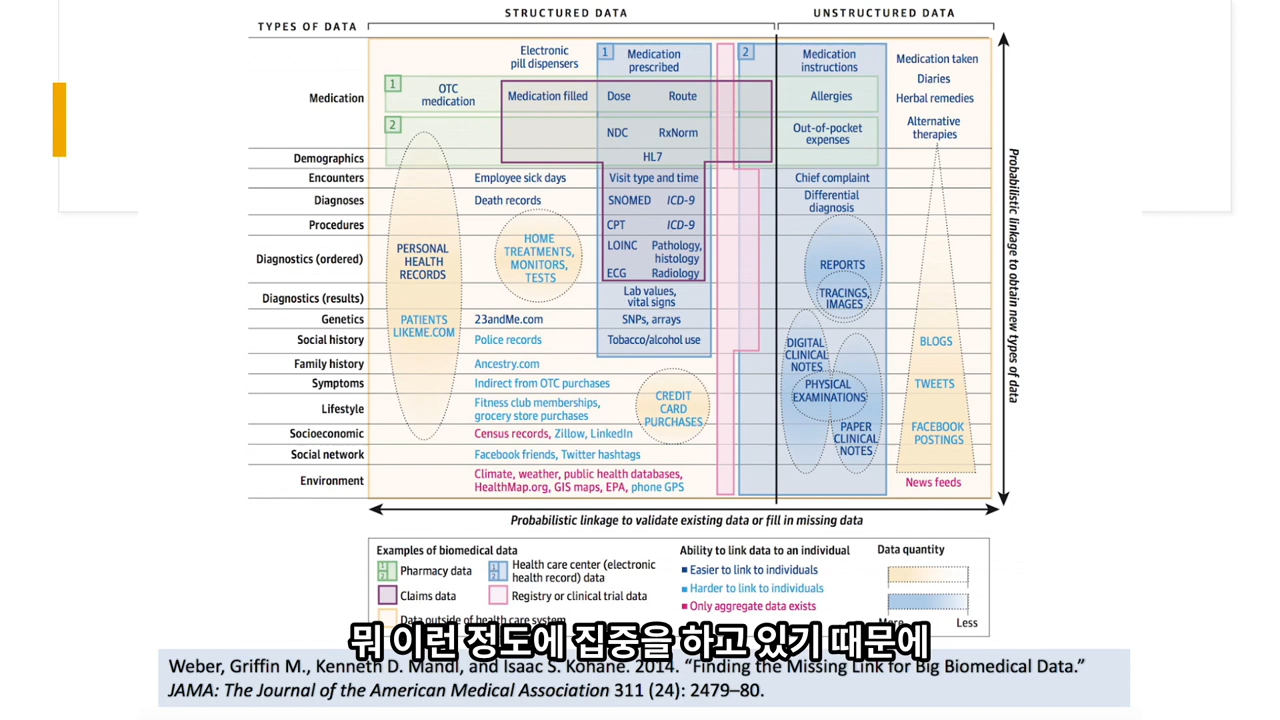 STRUCTURED DATA
UNSTRUCTURED DATA
TYPES OF DATA
Electronic
pill dispensers
1
Medication
prescribed
2
Medication
instructions
Medication taken
Diaries
Herbal remedies
Alternative
therapies
Medication
1
OTC
medication
Medication filled
Dose
Route
Allergies
2
NDC
RxNorm
Out-of-pocket
expenses
HL7
Demographics
Encounters
Employee sick days
Visit type and time
Chief complaint
Diagnoses
Death records
SNOMED
ICD-9
Differential
diagnosis
Procedures
CPT
ICD-9
Diagnostics (ordered)
PERSONAL
HEALTH
RECORDS
HOME
TREATMENTS,
MONITORS,
TESTS
LOINC
Pathology,
histology
ECG
Radiology
REPORTS
TRACINGS,
IMAGES
Diagnostics (results)
Lab values,
vital signs
Genetics
PATIENTS
LIKEME.COM
23andMe.com
SNPs, arrays
Social history
Police records
Tobacco/alcohol use
DIGITAL
CLINICAL
NOTES
BLOGS
Family history
Ancestry.com
Symptoms
Indirect from OTC purchases
PHYSICAL
EXAMINATIONS
TWEETS
Lifestyle
Fitness club memberships,
grocery store purchases
CREDIT
CARD
PURCHASES
Socioeconomic
Census records, Zillow, LinkedIn
PAPER
CLINICAL
NOTES
FACEBOOK
POSTINGS
Social network
Facebook friends, Twitter hashtags
Environment
Climate, weather, public health databases,
HealthMap.org, GIS maps, EPA, phone GPS
News feeds
Probabilistic linkage to obtain new types of data
Probabilistic linkage to validate existing data or fill in missing data
Examples of biomedical data
1
2
Pharmacy data
1
2
Health care center (electronic
health record) data
Claims data
Registry or clinical trial data
Data outside of health care system
Ability to link data to an individual
Easier to link to individuals
Harder to link to individuals
Only aggregate data exists
Data quantity
More
Less
뭐 이런 정도에 집중을 하고 있기 때문에
Weber, Griffin M., Kenneth D. Mandl, and Isaac S. Kohane. 2014. “Finding the Missing Link for Big Biomedical Data.”
JAMA: The Journal of the American Medical Association 311 (24): 2479–80.